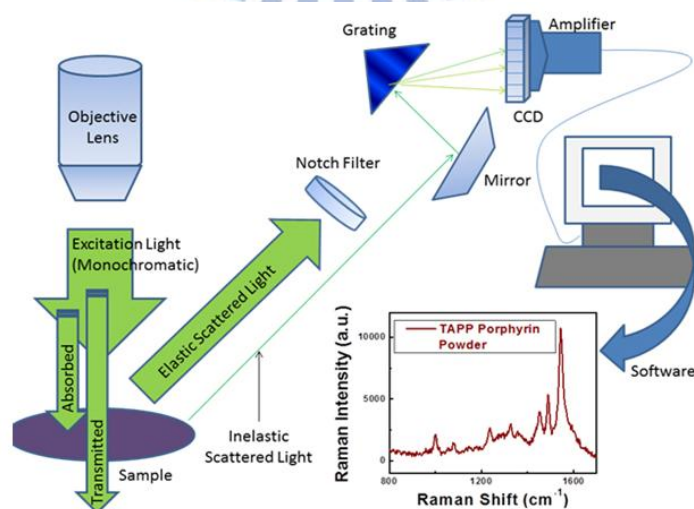 Grating
Amplifier
Objective
Lens
CCD
Notch Filter
Mirror
Excitation Light
(Monochromatic)
Elastic Scattered Light
Absorbed
Transmitted
Sample
Inelastic
Scattered Light
Software
TAPP Porphyrin
Powder
Raman Intensity (a.u.)
10000
5000
0
800
1200
1600
Raman Shift (cm⁻¹)